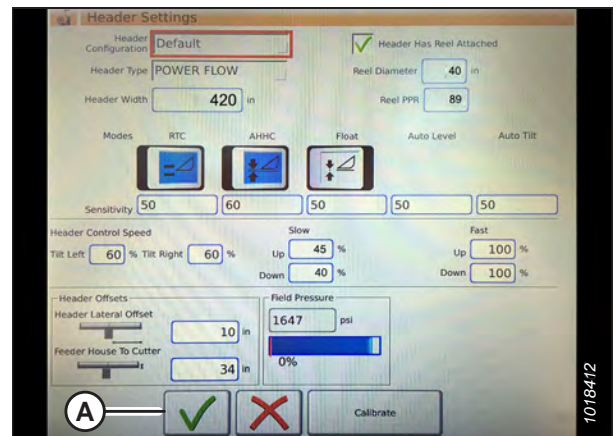 Header Settings
Header Configuration Default
Header Has Reel Attached
Header Type POWER FLOW
Reel Diameter 40 in
Header Width 420 in
Reel PPR 89
Modes RTC AHHC Float Auto Level Auto Tilt
Sensitivity 50 60 50 50 50
Header Control Speed Slow Fast
Tilt Left 60 % Tilt Right 60 % Up 45 % Up 100 %
Down 40 % Down 100 %
Header Offsets Field Pressure
Header Lateral Offset 1647 psi
10 in
Feeder House To Cutter 0%
34 in
A Calibrate
1018412